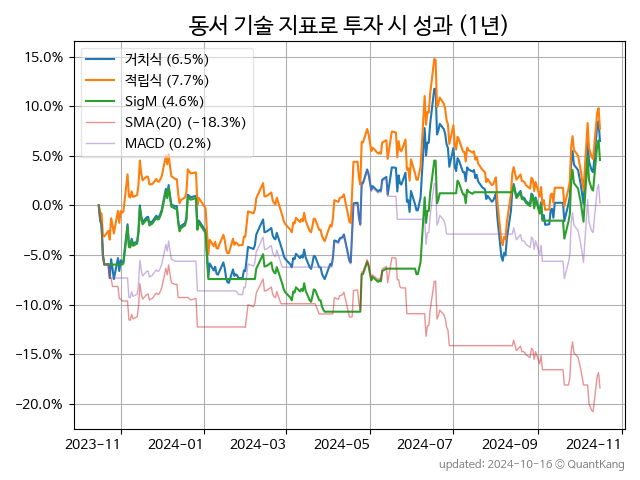 동서 기술 지표로 투자 시 성과 (1년)
거치식 (6.5%)
적립식 (7.7%)
SigM (4.6%)
SMA(20) (−18.3%)
MACD (0.2%)
15.0%
10.0%
5.0%
0.0%
−5.0%
−10.0%
−15.0%
−20.0%
2023-11 2024-01 2024-03 2024-05 2024-07 2024-09 2024-11
updated: 2024-10-16 © QuantKang